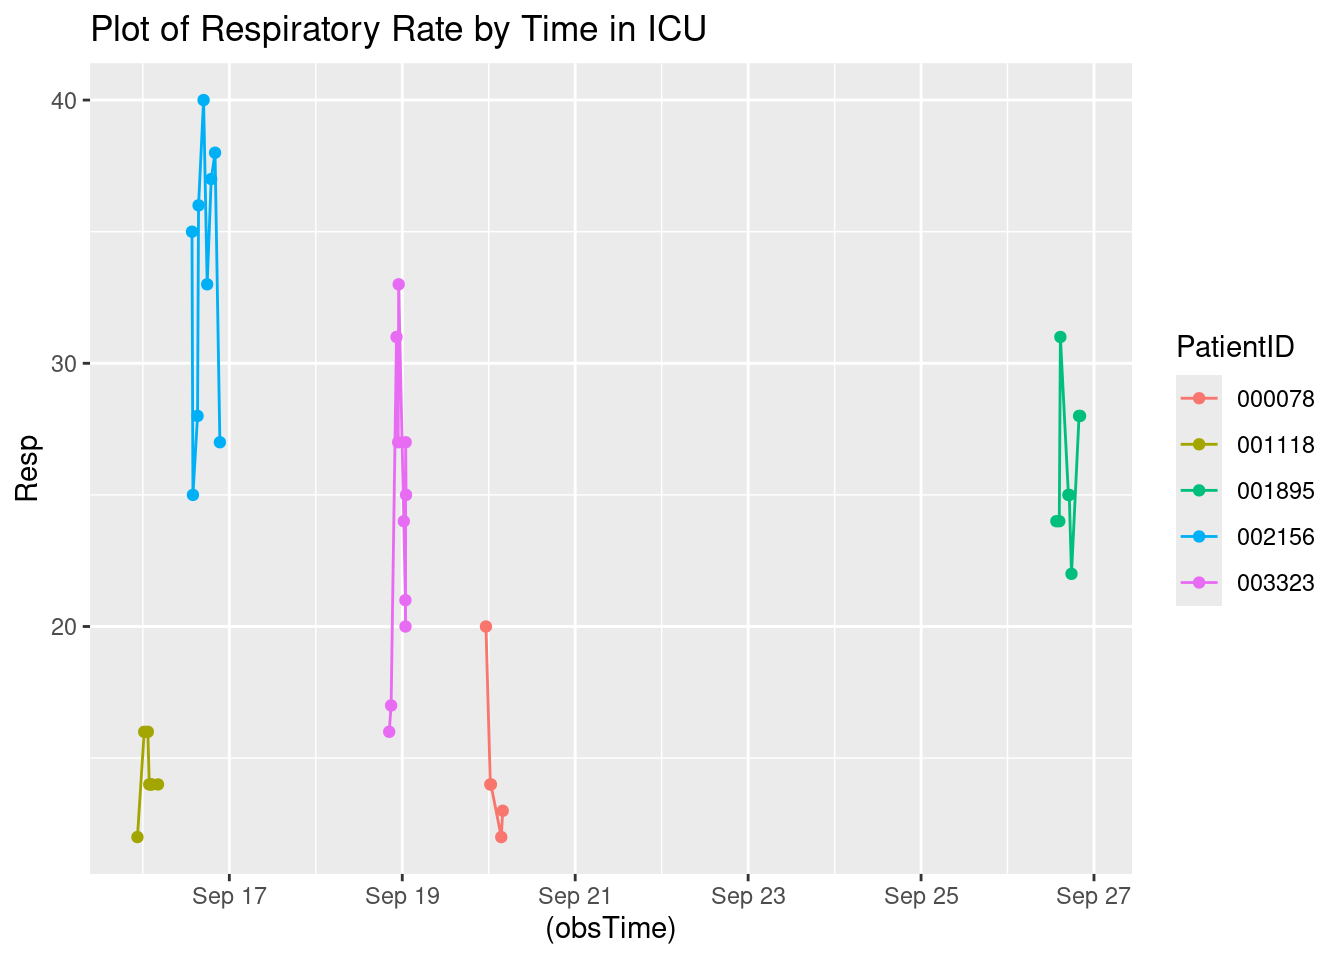 Plot of Respiratory Rate by Time in ICU
40
30
20
Resp
Sep 17
Sep 19
Sep 21
Sep 23
Sep 25
Sep 27
(obsTime)
PatientID
000078
001118
001895
002156
003323